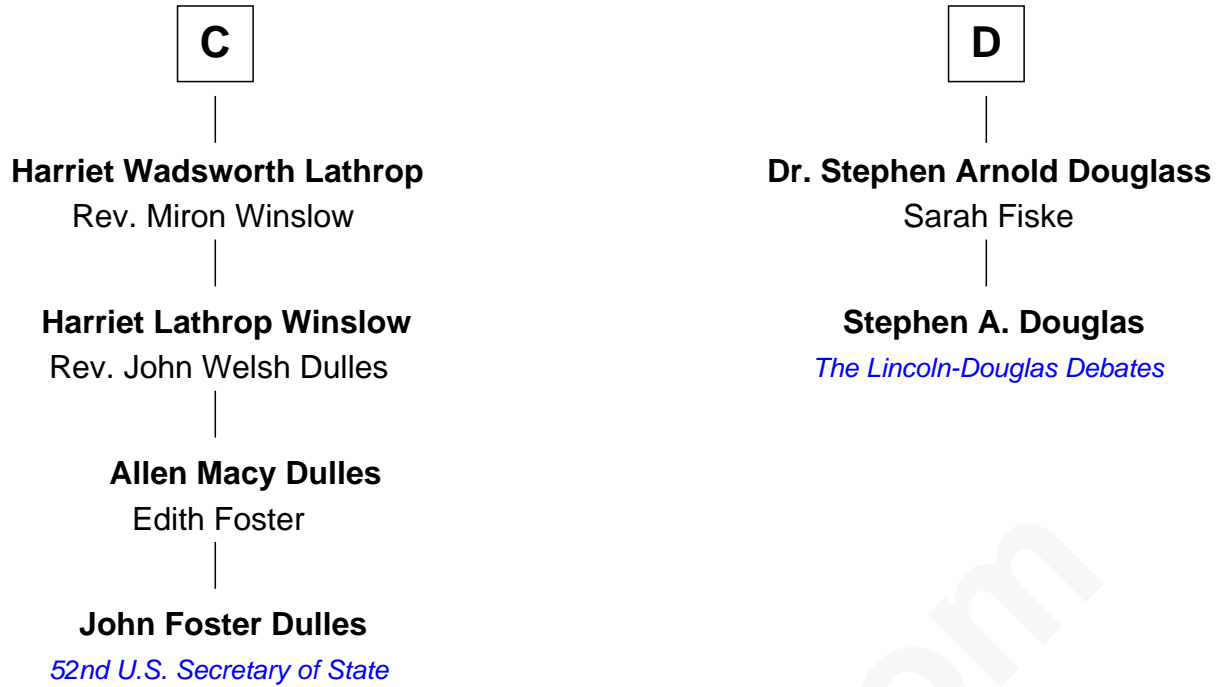 C
Harriet Wadsworth Lathrop
Rev. Miron Winslow
Harriet Lathrop Winslow
Rev. John Welsh Dulles
Allen Macy Dulles
Edith Foster
John Foster Dulles
52nd U.S. Secretary of State
D
Dr. Stephen Arnold Douglass
Sarah Fiske
Stephen A. Douglas
The Lincoln-Douglas Debates
om